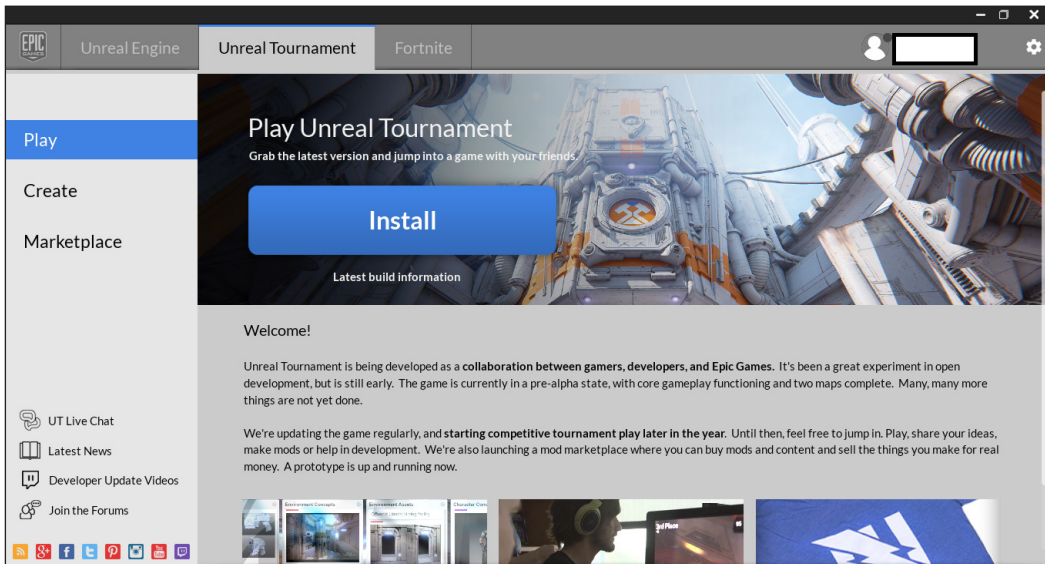 EPIC
GAMES
Unreal Engine
Unreal Tournament
Fortnite
Play
Create
Marketplace
Play Unreal Tournament
Grab the latest version and jump into a game with your friends.
Install
Latest build information
Welcome!
Unreal Tournament is being developed as a collaboration between gamers, developers, and Epic Games. It's been a great experiment in open
development, but is still early. The game is currently in a pre-alpha state, with core gameplay functioning and two maps complete. Many, many more
things are not yet done.
We're updating the game regularly, and starting competitive tournament play later in the year. Until then, feel free to jump in. Play, share your ideas,
make mods or help in development. We're also launching a mod marketplace where you can buy mods and content and sell the things you make for real
money. A prototype is up and running now.
UT Live Chat
Latest News
Developer Update Videos
Join the Forums
Environment Concepts
Environment Assets
Character Conc
3rd Place